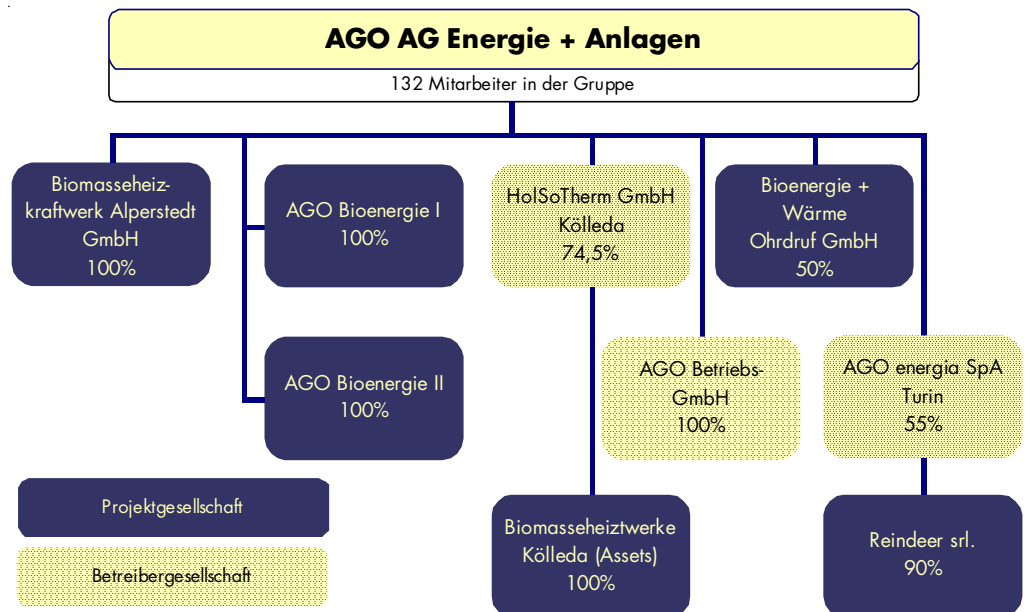 AGO AG Energie + Anlagen
132 Mitarbeiter in der Gruppe
Biomasseheiz-
kraftwerk Alperstedt
GmbH
100%
AGO Bioenergie I
100%
HolSoTherm GmbH
Kölleda
74,5%
Bioenergie +
Wärme
Ohrdruf GmbH
50%
AGO Bioenergie II
100%
AGO Betriebs-
GmbH
100%
AGO energia SpA
Turin
55%
Projektgesellschaft
Betreibergesellschaft
Biomasseheiztwerke
Kölleda (Assets)
100%
Reindeer srl.
90%